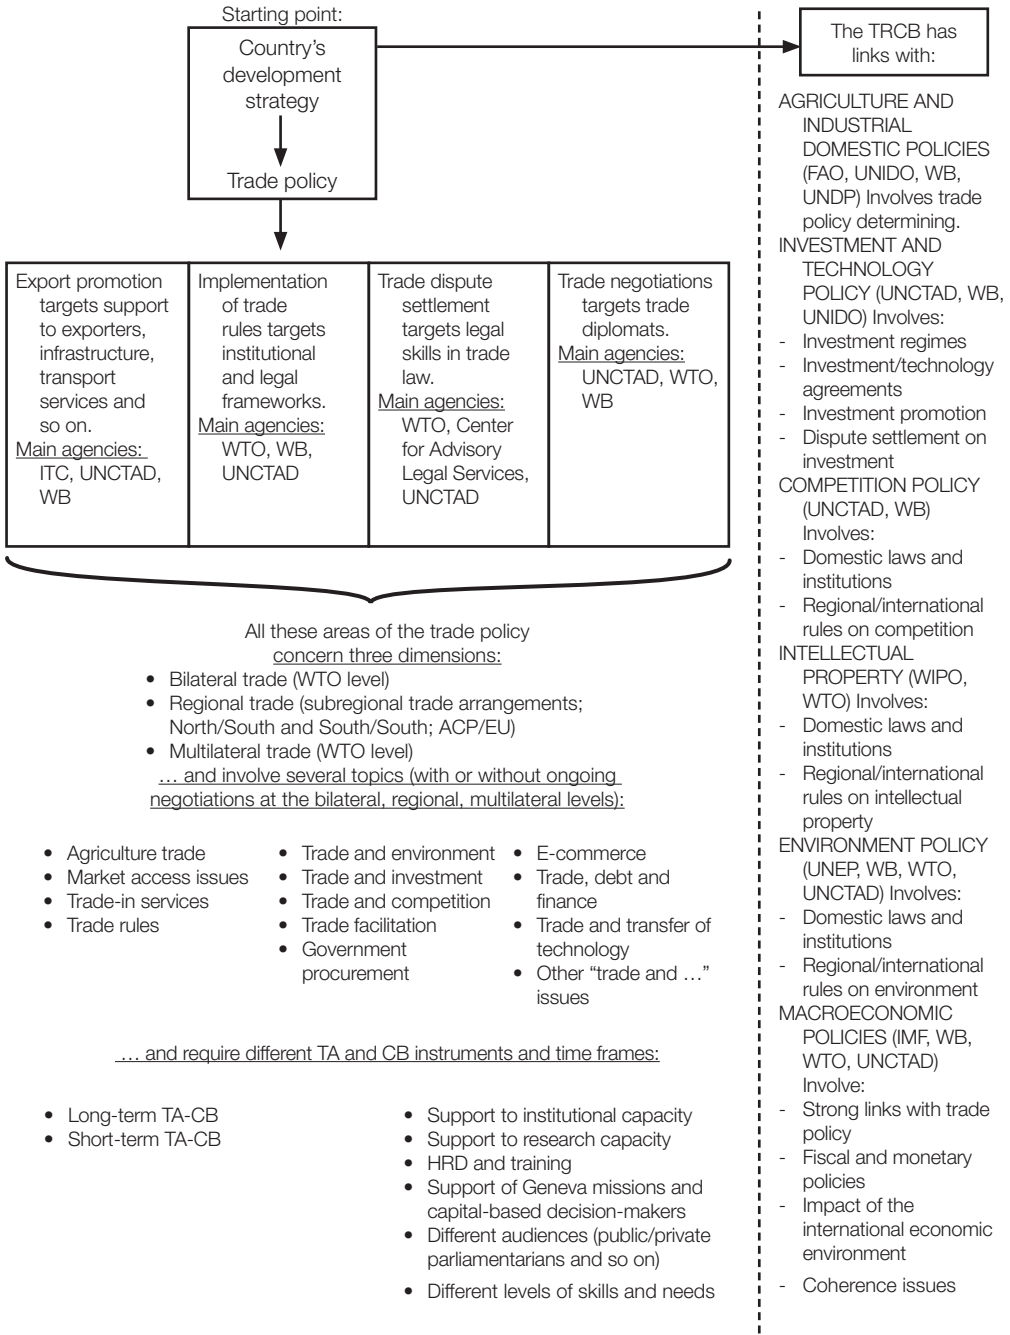 Starting point:
Country's
development
strategy
Trade policy
Export promotion
targets support
to exporters,
infrastructure,
transport
services and
so on.
Main agencies:
ITC, UNCTAD,
WB
Implementation
of trade
rules targets
institutional
and legal
frameworks.
Main agencies:
WTO, WB,
UNCTAD
Trade dispute
settlement
targets legal
skills in trade
law.
Main agencies:
WTO, Center
for Advisory
Legal Services,
UNCTAD
Trade negotiations
targets trade
diplomats.
Main agencies:
UNCTAD, WTO,
WB
All these areas of the trade policy
concern three dimensions:
• Bilateral trade (WTO level)
• Regional trade (subregional trade arrangements;
North/South and South/South; ACP/EU)
• Multilateral trade (WTO level)
… and involve several topics (with or without ongoing
negotiations at the bilateral, regional, multilateral levels):
• Agriculture trade
• Market access issues
• Trade-in services
• Trade rules
• Trade and environment
• Trade and investment
• Trade and competition
• Trade facilitation
• Government
procurement
• E-commerce
• Trade, debt and
finance
• Trade and transfer of
technology
• Other “trade and …”
issues
… and require different TA and CB instruments and time frames:
• Long-term TA-CB
• Short-term TA-CB
• Support to institutional capacity
• Support to research capacity
• HRD and training
• Support of Geneva missions and
capital-based decision-makers
• Different audiences (public/private
parliamentarians and so on)
• Different levels of skills and needs
The TRCB has
links with:
AGRICULTURE AND
INDUSTRIAL
DOMESTIC POLICIES
(FAO, UNIDO, WB,
UNDP) Involves trade
policy determining.
INVESTMENT AND
TECHNOLOGY
POLICY (UNCTAD, WB,
UNIDO) Involves:
- Investment regimes
- Investment/technology
agreements
- Investment promotion
- Dispute settlement on
investment
COMPETITION POLICY
(UNCTAD, WB)
Involves:
- Domestic laws and
institutions
- Regional/international
rules on competition
INTELLECTUAL
PROPERTY (WIPO,
WTO) Involves:
- Domestic laws and
institutions
- Regional/international
rules on intellectual
property
ENVIRONMENT POLICY
(UNEP, WB, WTO,
UNCTAD) Involves:
- Domestic laws and
institutions
- Regional/international
rules on environment
MACROECONOMIC
POLICIES (IMF, WB,
WTO, UNCTAD)
Involve:
- Strong links with trade
policy
- Fiscal and monetary
policies
- Impact of the
international economic
environment
- Coherence issues